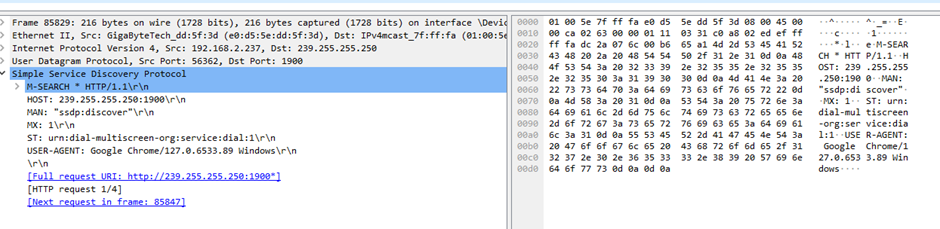 Frame 85829: 216 bytes on wire (1728 bits), 216 bytes captured (1728 bits) on interface \Devic
Ethernet II, Src: GigaByteTech_dd:5f:3d (e0:d5:5e:dd:5f:3d), Dst: IPv4mcast_7f:ff:fa (01:00:5e
Internet Protocol Version 4, Src: 192.168.2.237, Dst: 239.255.255.250
User Datagram Protocol, Src Port: 56362, Dst Port: 1900
Simple Service Discovery Protocol
M-SEARCH * HTTP/1.1\r\n
HOST: 239.255.255.250:1900\r\n
MAN: "ssdp:discover"\r\n
MX: 1\r\n
ST: urn:dial-multiscreen-org:service:dial:1\r\n
USER-AGENT: Google Chrome/127.0.6533.89 Windows\r\n
\r\n
[Full request URI: http://239.255.255.250:1900*]
[HTTP request 1/4]
[Next request in frame: 85847]
0000 01 00 5e 7f ff fa e0 d5 5e dd 5f 3d 08 00 45 00 ··^·····^·_=··E·
0010 00 ca 02 63 00 00 01 11 03 31 c0 a8 02 ed ef ff ···c·····1······
0020 ff fa dc 2a 07 6c 00 b6 65 a1 4d 2d 53 45 41 52 ···*·l··e·M-SEAR
0030 43 48 20 2a 20 48 54 54 50 2f 31 2e 31 0d 0a 48 CH * HTTP/1.1··H
0040 4f 53 54 3a 20 32 33 39 2e 32 35 35 2e 32 35 35 OST: 239.255.255
0050 2e 32 35 30 3a 31 39 30 30 0d 0a 4d 41 4e 3a 20 .250:1900··MAN:
0060 22 73 73 64 70 3a 64 69 73 63 6f 76 65 72 22 0d "ssdp:discover"·
0070 0a 4d 58 3a 20 31 0d 0a 53 54 3a 20 75 72 6e 3a ·MX: 1··ST: urn:
0080 64 69 61 6c 2d 6d 75 6c 74 69 73 63 72 65 65 6e dial-multiscreen
0090 2d 6f 72 67 3a 73 65 72 76 69 63 65 3a 64 69 61 -org:service:dia
00a0 6c 3a 31 0d 0a 55 53 45 52 2d 41 47 45 4e 54 3a l:1··USER-AGENT:
00b0 20 47 6f 6f 67 6c 65 20 43 68 72 6f 6d 65 2f 31 Google Chrome/1
00c0 32 37 2e 30 2e 36 35 33 33 2e 38 39 20 57 69 6e 27.0.6533.89 Win
00d0 64 6f 77 73 0d 0a 0d 0a dows····